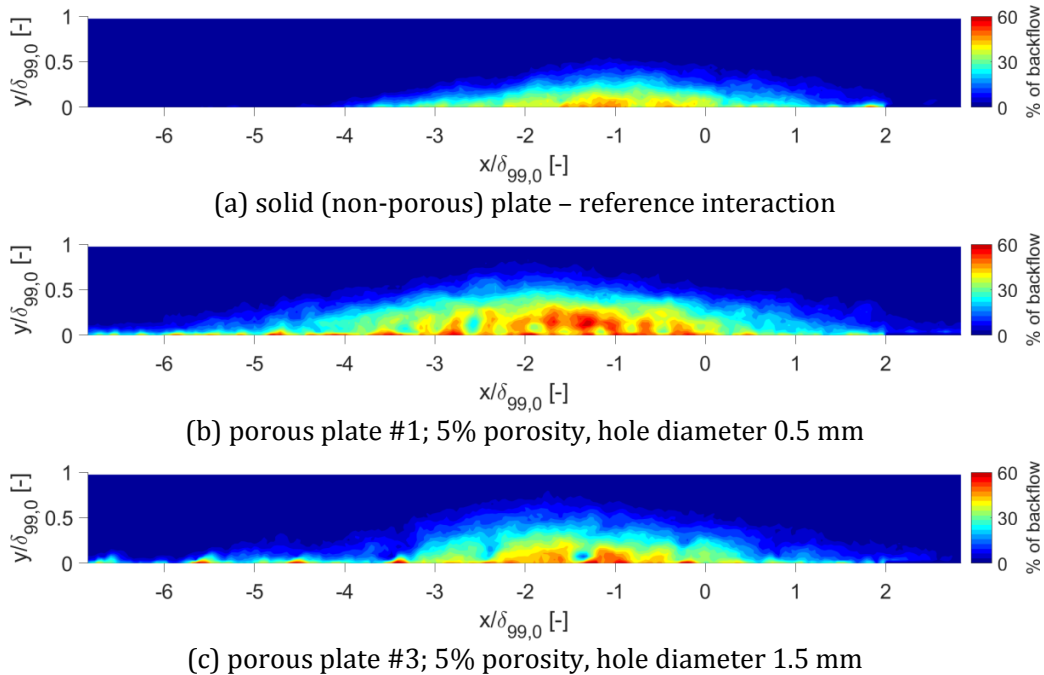 1
0.5
0
y/δ99,0 [-]
-6 -5 -4 -3 -2 -1 0 1 2
x/δ99,0 [-]
60
30
0
% of backflow
(a) solid (non-porous) plate – reference interaction
1
0.5
0
y/δ99,0 [-]
-6 -5 -4 -3 -2 -1 0 1 2
x/δ99,0 [-]
60
30
0
% of backflow
(b) porous plate #1; 5% porosity, hole diameter 0.5 mm
1
0.5
0
y/δ99,0 [-]
-6 -5 -4 -3 -2 -1 0 1 2
x/δ99,0 [-]
60
30
0
% of backflow
(c) porous plate #3; 5% porosity, hole diameter 1.5 mm